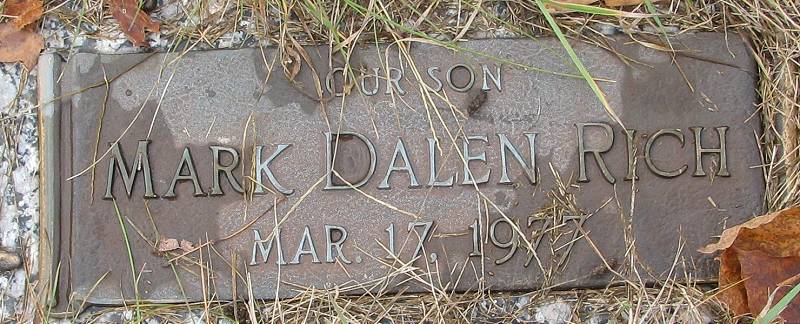 OUR SON
MARK DALEN RICH
MAR. 17, 1977